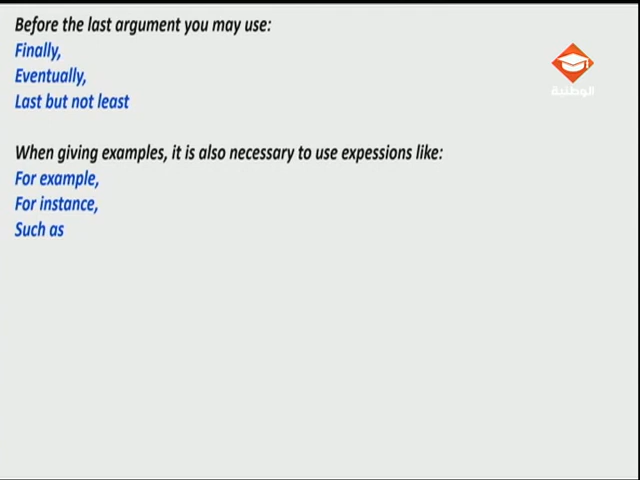 Before the last argument you may use:
Finally,
Eventually,
Last but not least
الوطنية
When giving examples, it is also necessary to use expessions like:
For example,
For instance,
Such as